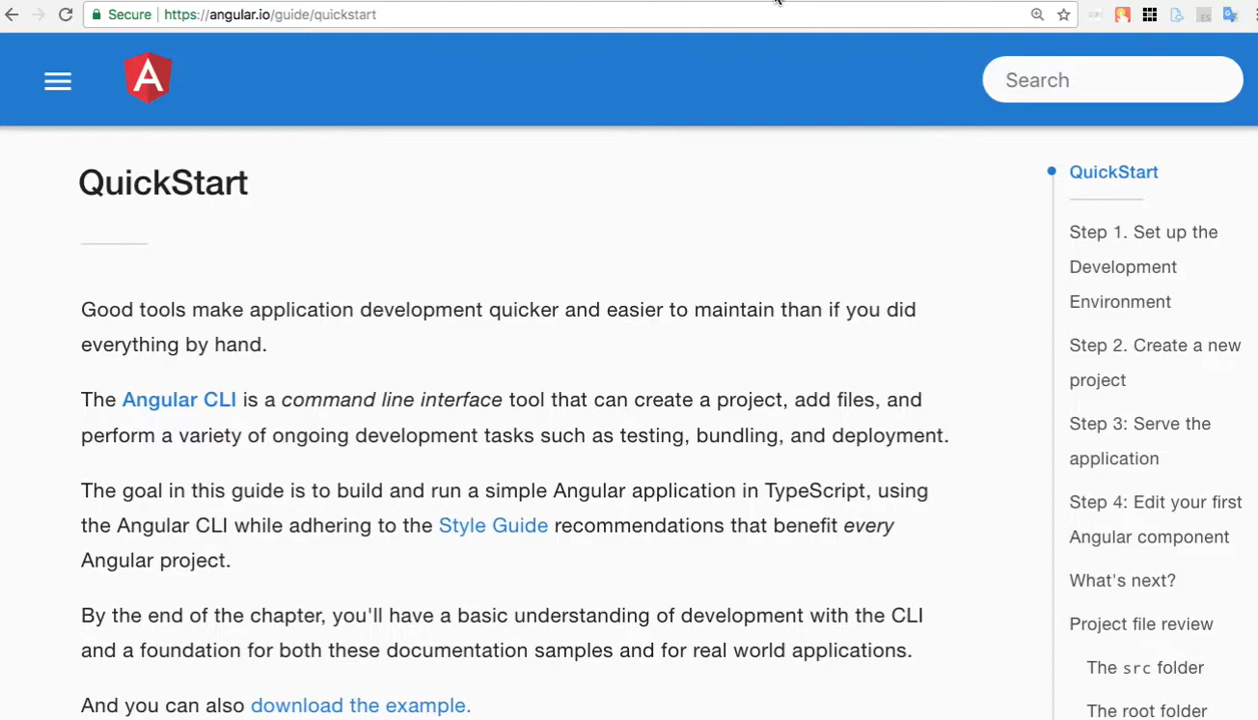 Secure
https://angular.io/guide/quickstart
A
Search
QuickStart
Good tools make application development quicker and easier to maintain than if you did
everything by hand.
The Angular CLI is a command line interface tool that can create a project, add files, and
perform a variety of ongoing development tasks such as testing, bundling, and deployment.
The goal in this guide is to build and run a simple Angular application in TypeScript, using
the Angular CLI while adhering to the Style Guide recommendations that benefit every
Angular project.
By the end of the chapter, you'll have a basic understanding of development with the CLI
and a foundation for both these documentation samples and for real world applications.
And you can also download the example.
QuickStart
Step 1. Set up the
Development
Environment
Step 2. Create a new
project
Step 3: Serve the
application
Step 4: Edit your first
Angular component
What's next?
Project file review
The src folder
The root folder